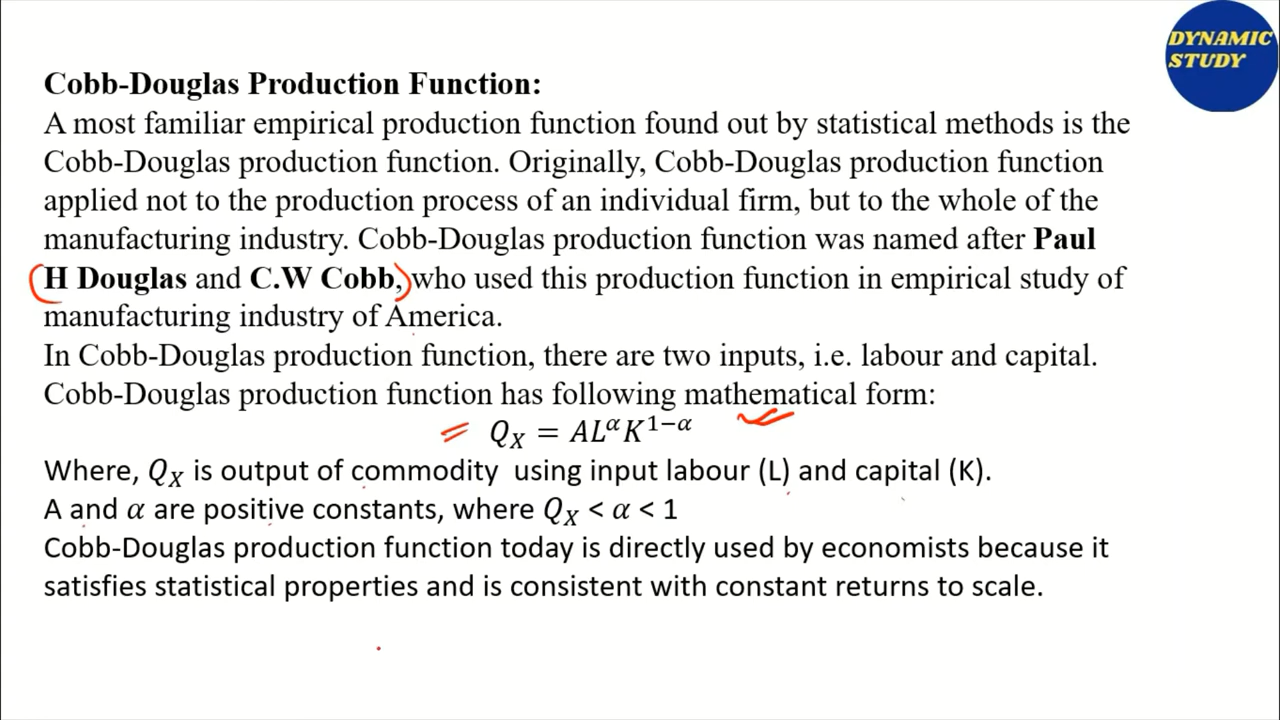 DYNAMIC
STUDY
Cobb-Douglas Production Function:
A most familiar empirical production function found out by statistical methods is the
Cobb-Douglas production function. Originally, Cobb-Douglas production function
applied not to the production process of an individual firm, but to the whole of the
manufacturing industry. Cobb-Douglas production function was named after Paul
H Douglas and C.W Cobb, who used this production function in empirical study of
manufacturing industry of America.
In Cobb-Douglas production function, there are two inputs, i.e. labour and capital.
Cobb-Douglas production function has following mathematical form:
Q_X = AL^α K^{1−α}
Where, Q_X is output of commodity using input labour (L) and capital (K).
A and α are positive constants, where Q_X < α < 1
Cobb-Douglas production function today is directly used by economists because it
satisfies statistical properties and is consistent with constant returns to scale.